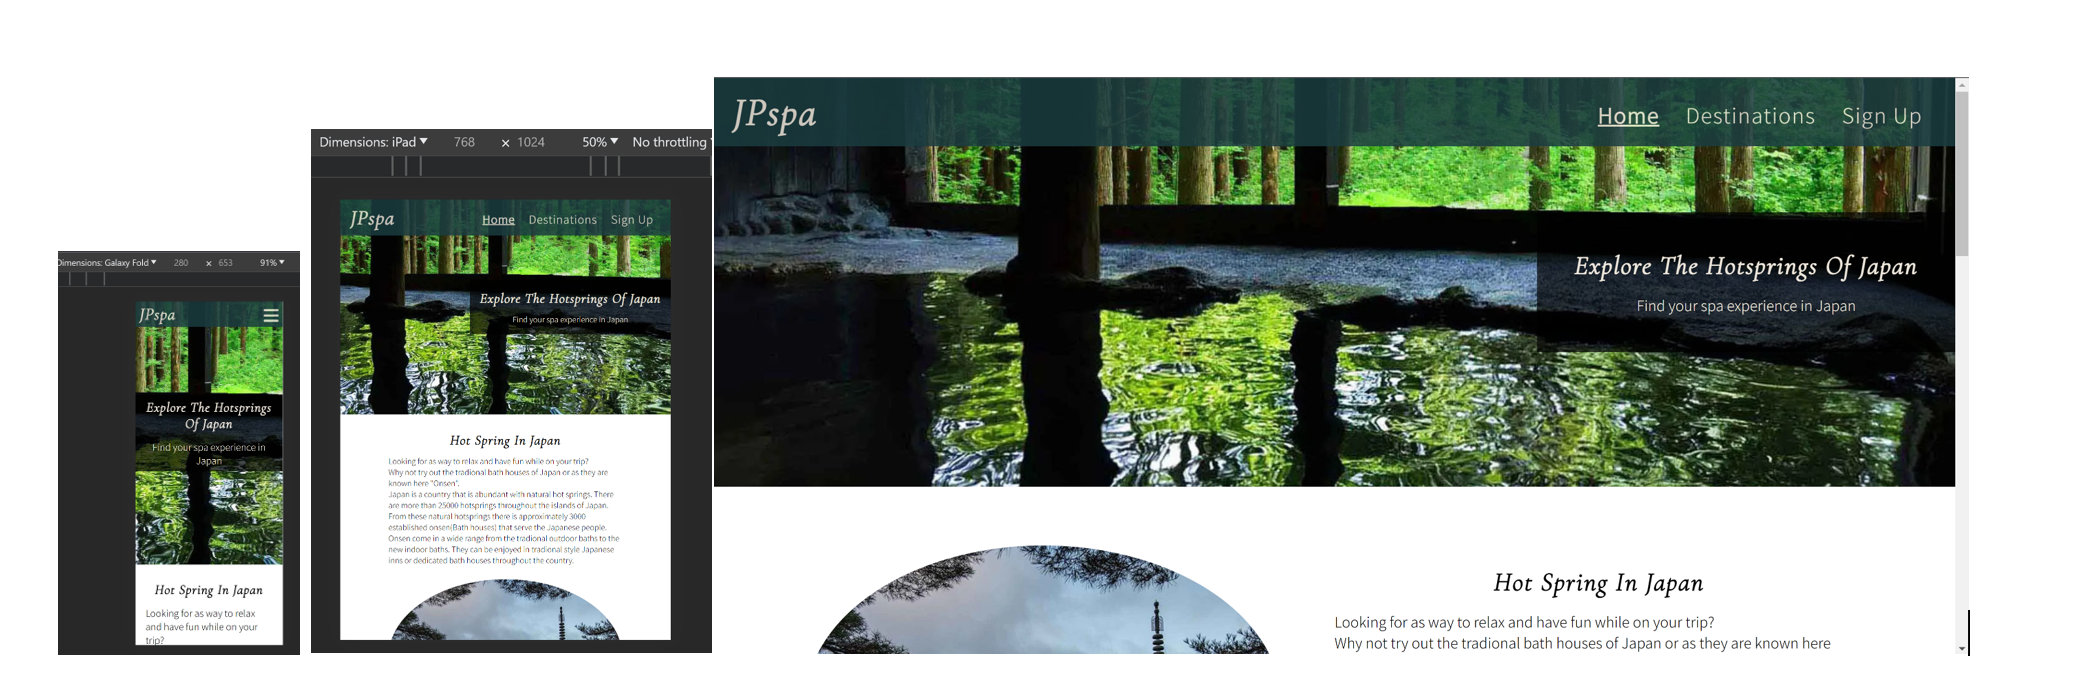 Dimensions: Galaxy Fold ▼ 280 × 653 91% ▼
JPspa
Explore The Hotsprings
Of Japan
Find your spa experience in
Japan
Hot Spring In Japan
Looking for as way to relax
and have fun while on your
trip?
Dimensions: iPad ▼ 768 × 1024 50% ▼ No throttling
JPspa Home Destinations Sign Up
Explore The Hotsprings Of Japan
Find your spa experience in Japan
Hot Spring In Japan
Looking for as way to relax and have fun while on your trip?
Why not try out the tradional bath houses of Japan or as they are
known here "Onsen".
Japan is a country that is abundant with natural hot springs. There
are more than 25000 hotsprings throughout the islands of Japan.
From these natural hotsprings there is approximately 3000
established onsen(Bath houses) that serve the Japanese people.
Onsen come in a wide range from the tradional outdoor baths to the
new indoor baths. They can be enjoyed in tradional style Japanese
inns or dedicated bath houses throughout the country.
JPspa Home Destinations Sign Up
Explore The Hotsprings Of Japan
Find your spa experience in Japan
Hot Spring In Japan
Looking for as way to relax and have fun while on your trip?
Why not try out the tradional bath houses of Japan or as they are known here